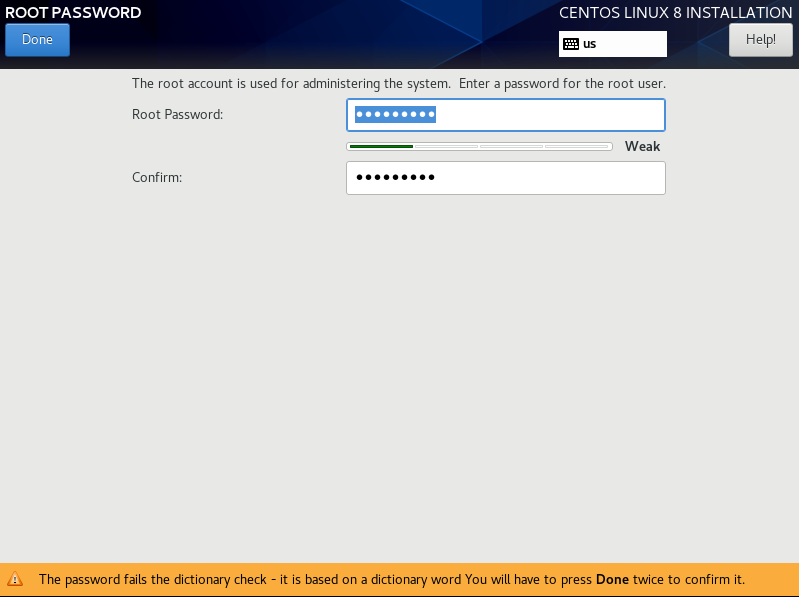 ROOT PASSWORD
CENTOS LINUX 8 INSTALLATION
Done
us
Help!
The root account is used for administering the system.  Enter a password for the root user.
Root Password:
●●●●●●●●●
Weak
Confirm:
●●●●●●●●●
The password fails the dictionary check - it is based on a dictionary word You will have to press Done twice to confirm it.